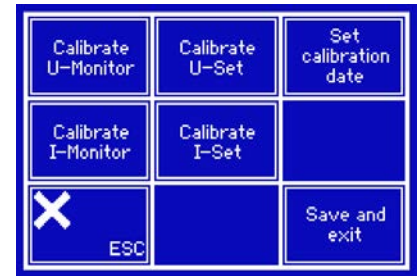 Calibrate
U-Monitor
Calibrate
U-Set
Set
calibration
date
Calibrate
I-Monitor
Calibrate
I-Set
ESC
Save and
exit